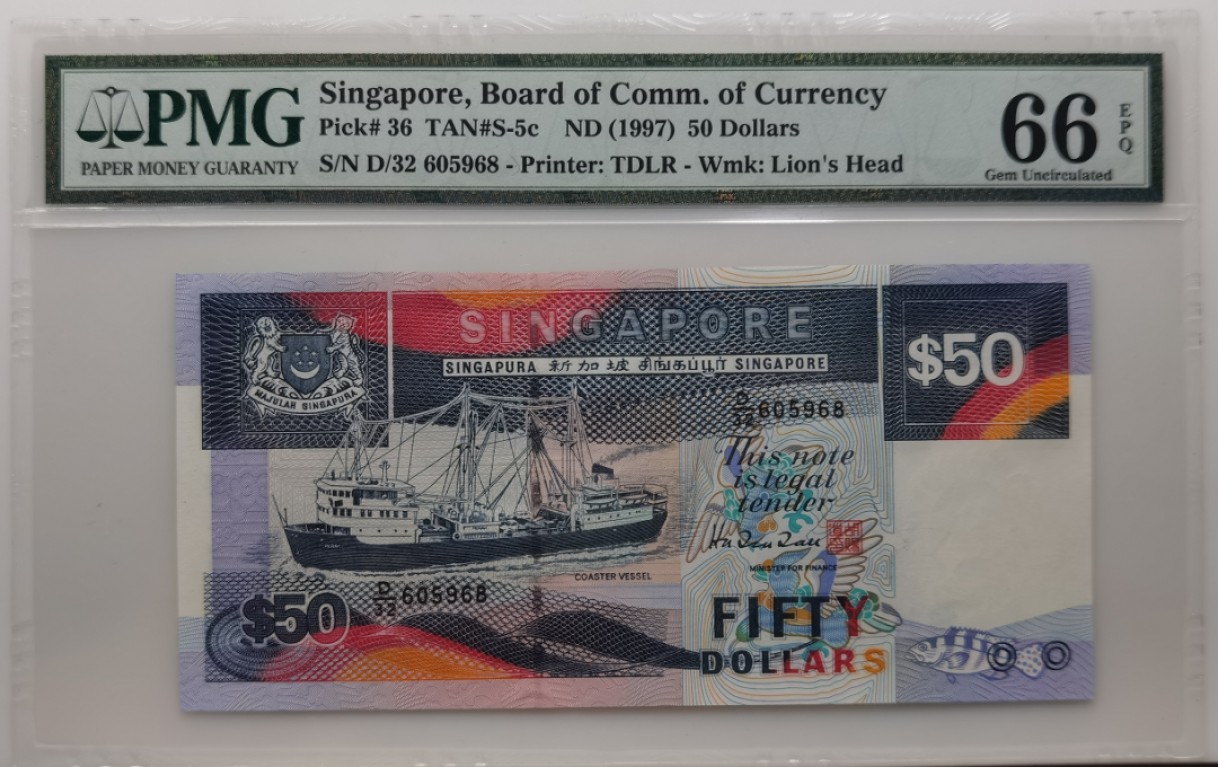 PMG
PAPER MONEY GUARANTY
Singapore, Board of Comm. of Currency
Pick# 36 TAN#S-5c ND (1997) 50 Dollars
S/N D/32 605968 - Printer: TDLR - Wmk: Lion's Head
66
EPQ
Gem Uncirculated
SINGAPORE
SINGAPURA 新加坡 சிங்கப்பூர் SINGAPORE
$50
MAJULAH SINGAPURA
D/32 605968
This note
is legal
tender
MINISTER FOR FINANCE
COASTER VESSEL
D/32 605968
$50
FIFTY
DOLLARS